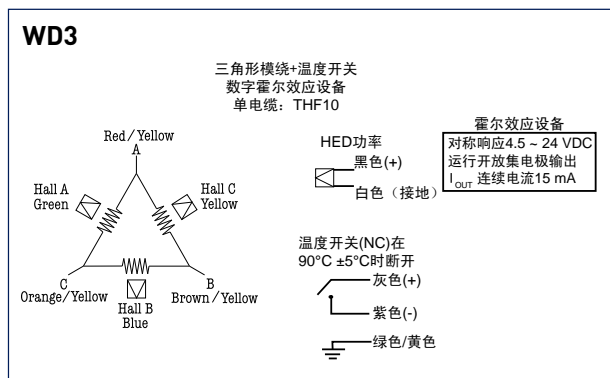 WD3
三角形模绕+温度开关
数字霍尔效应设备
单电缆：THF10
Red/Yellow
A
Hall A
Green
Hall C
Yellow
C
Orange/Yellow
Hall B
Blue
B
Brown/Yellow
HED功率
黑色(+)
白色（接地）
霍尔效应设备
对称响应4.5 ~ 24 VDC
运行开放集电极输出
I OUT 连续电流15 mA
温度开关(NC)在
90°C ±5°C时断开
灰色(+)
紫色(-)
绿色/黄色